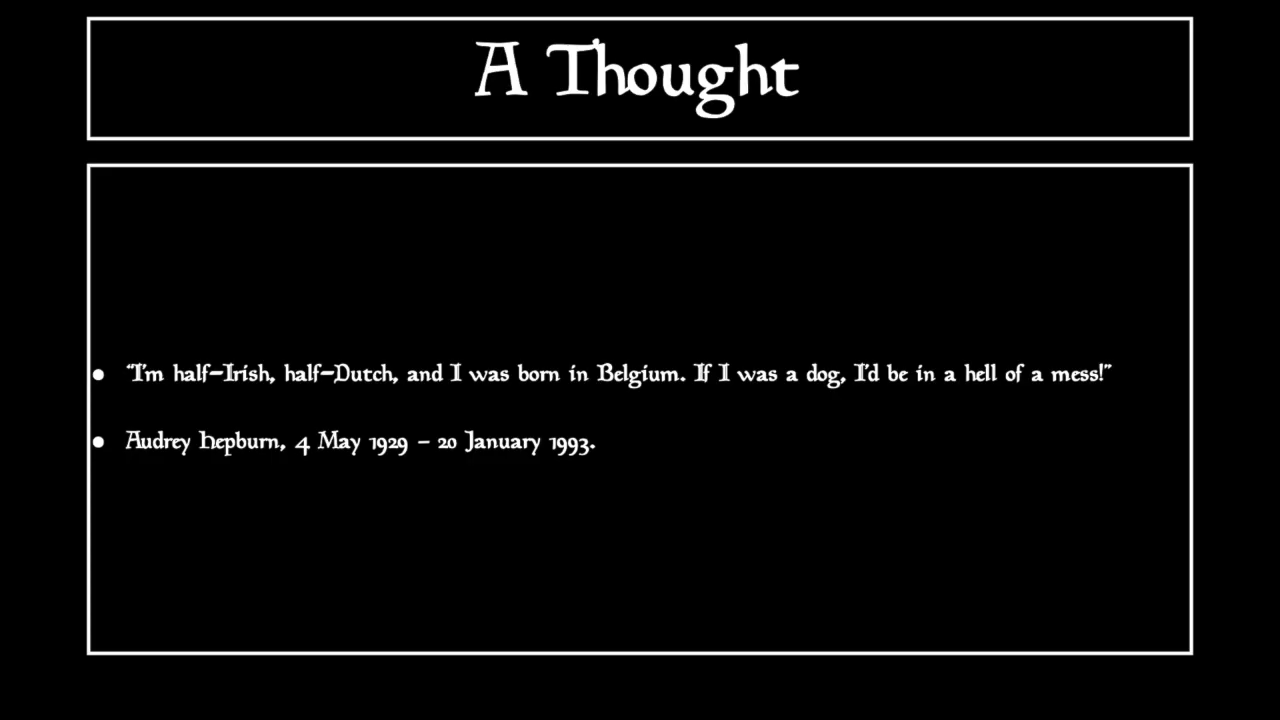 A Thought
• "I'm half-Irish, half-Dutch, and I was born in Belgium. If I was a dog, I'd be in a hell of a mess!"
• Audrey Hepburn, 4 May 1929 – 20 January 1993.